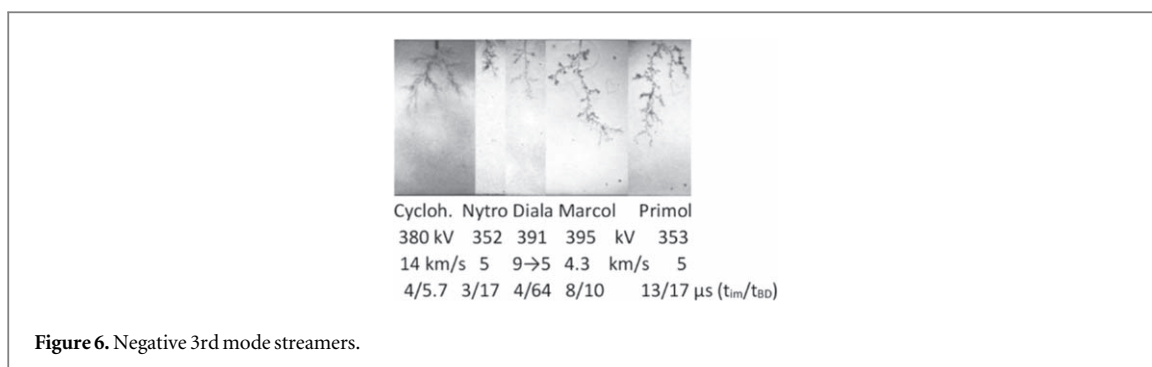 Cycloh. Nytro Diala Marcol Primol
380 kV 352 391 395 kV 353
14 km/s 5 9→5 4.3 km/s 5
4/5.7 3/17 4/64 8/10 13/17 μs (tim/tBD)
Figure 6. Negative 3rd mode streamers.